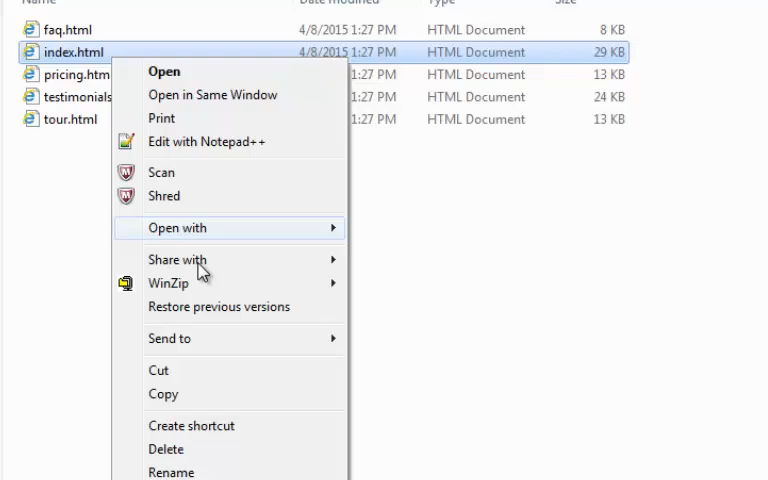 Name Date modified Type Size
faq.html 4/8/2015 1:27 PM HTML Document 8 KB
index.html 4/8/2015 1:27 PM HTML Document 29 KB
pricing.htm 1:27 PM HTML Document 13 KB
testimonials 1:27 PM HTML Document 24 KB
tour.html 1:27 PM HTML Document 13 KB
Open
Open in Same Window
Print
Edit with Notepad++
Scan
Shred
Open with
Share with
WinZip
Restore previous versions
Send to
Cut
Copy
Create shortcut
Delete
Rename